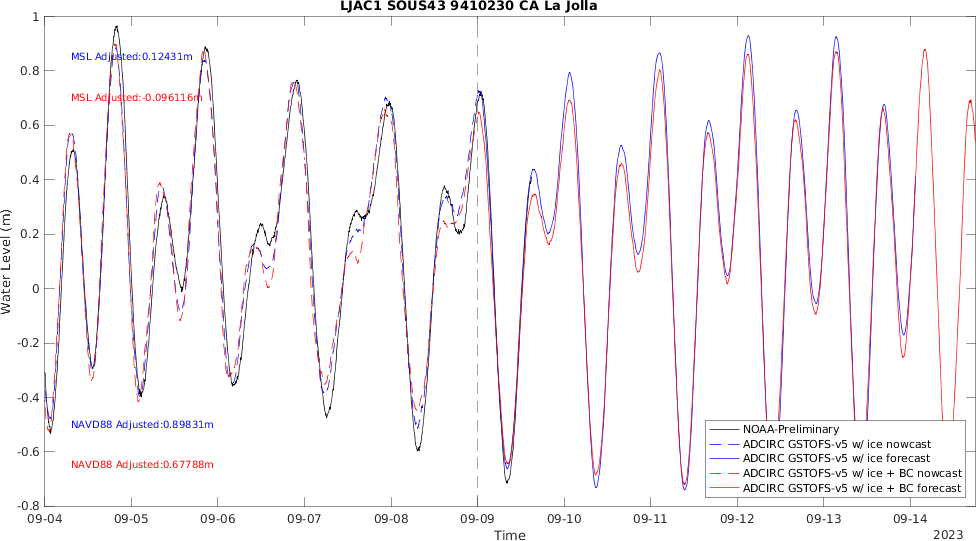 LJAC1 SOUS43 9410230 CA La Jolla
1
0.8
0.6
0.4
0.2
0
-0.2
-0.4
-0.6
-0.8
Water Level (m)
MSL Adjusted:0.12431m
MSL Adjusted:-0.096116m
NAVD88 Adjusted:0.89831m
NAVD88 Adjusted:0.67788m
NOAA-Preliminary
ADCIRC GSTOFS-v5 w/ ice nowcast
ADCIRC GSTOFS-v5 w/ ice forecast
ADCIRC GSTOFS-v5 w/ ice + BC nowcast
ADCIRC GSTOFS-v5 w/ ice + BC forecast
09-04 09-05 09-06 09-07 09-08 09-09 09-10 09-11 09-12 09-13 09-14
Time
2023